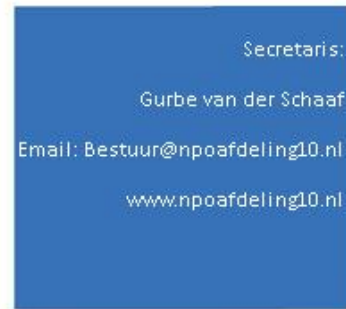 Secretaris:
Gurbe van der Schaaf
Email: Bestuur@npoafdeling10.nl
www.npoafdeling10.nl